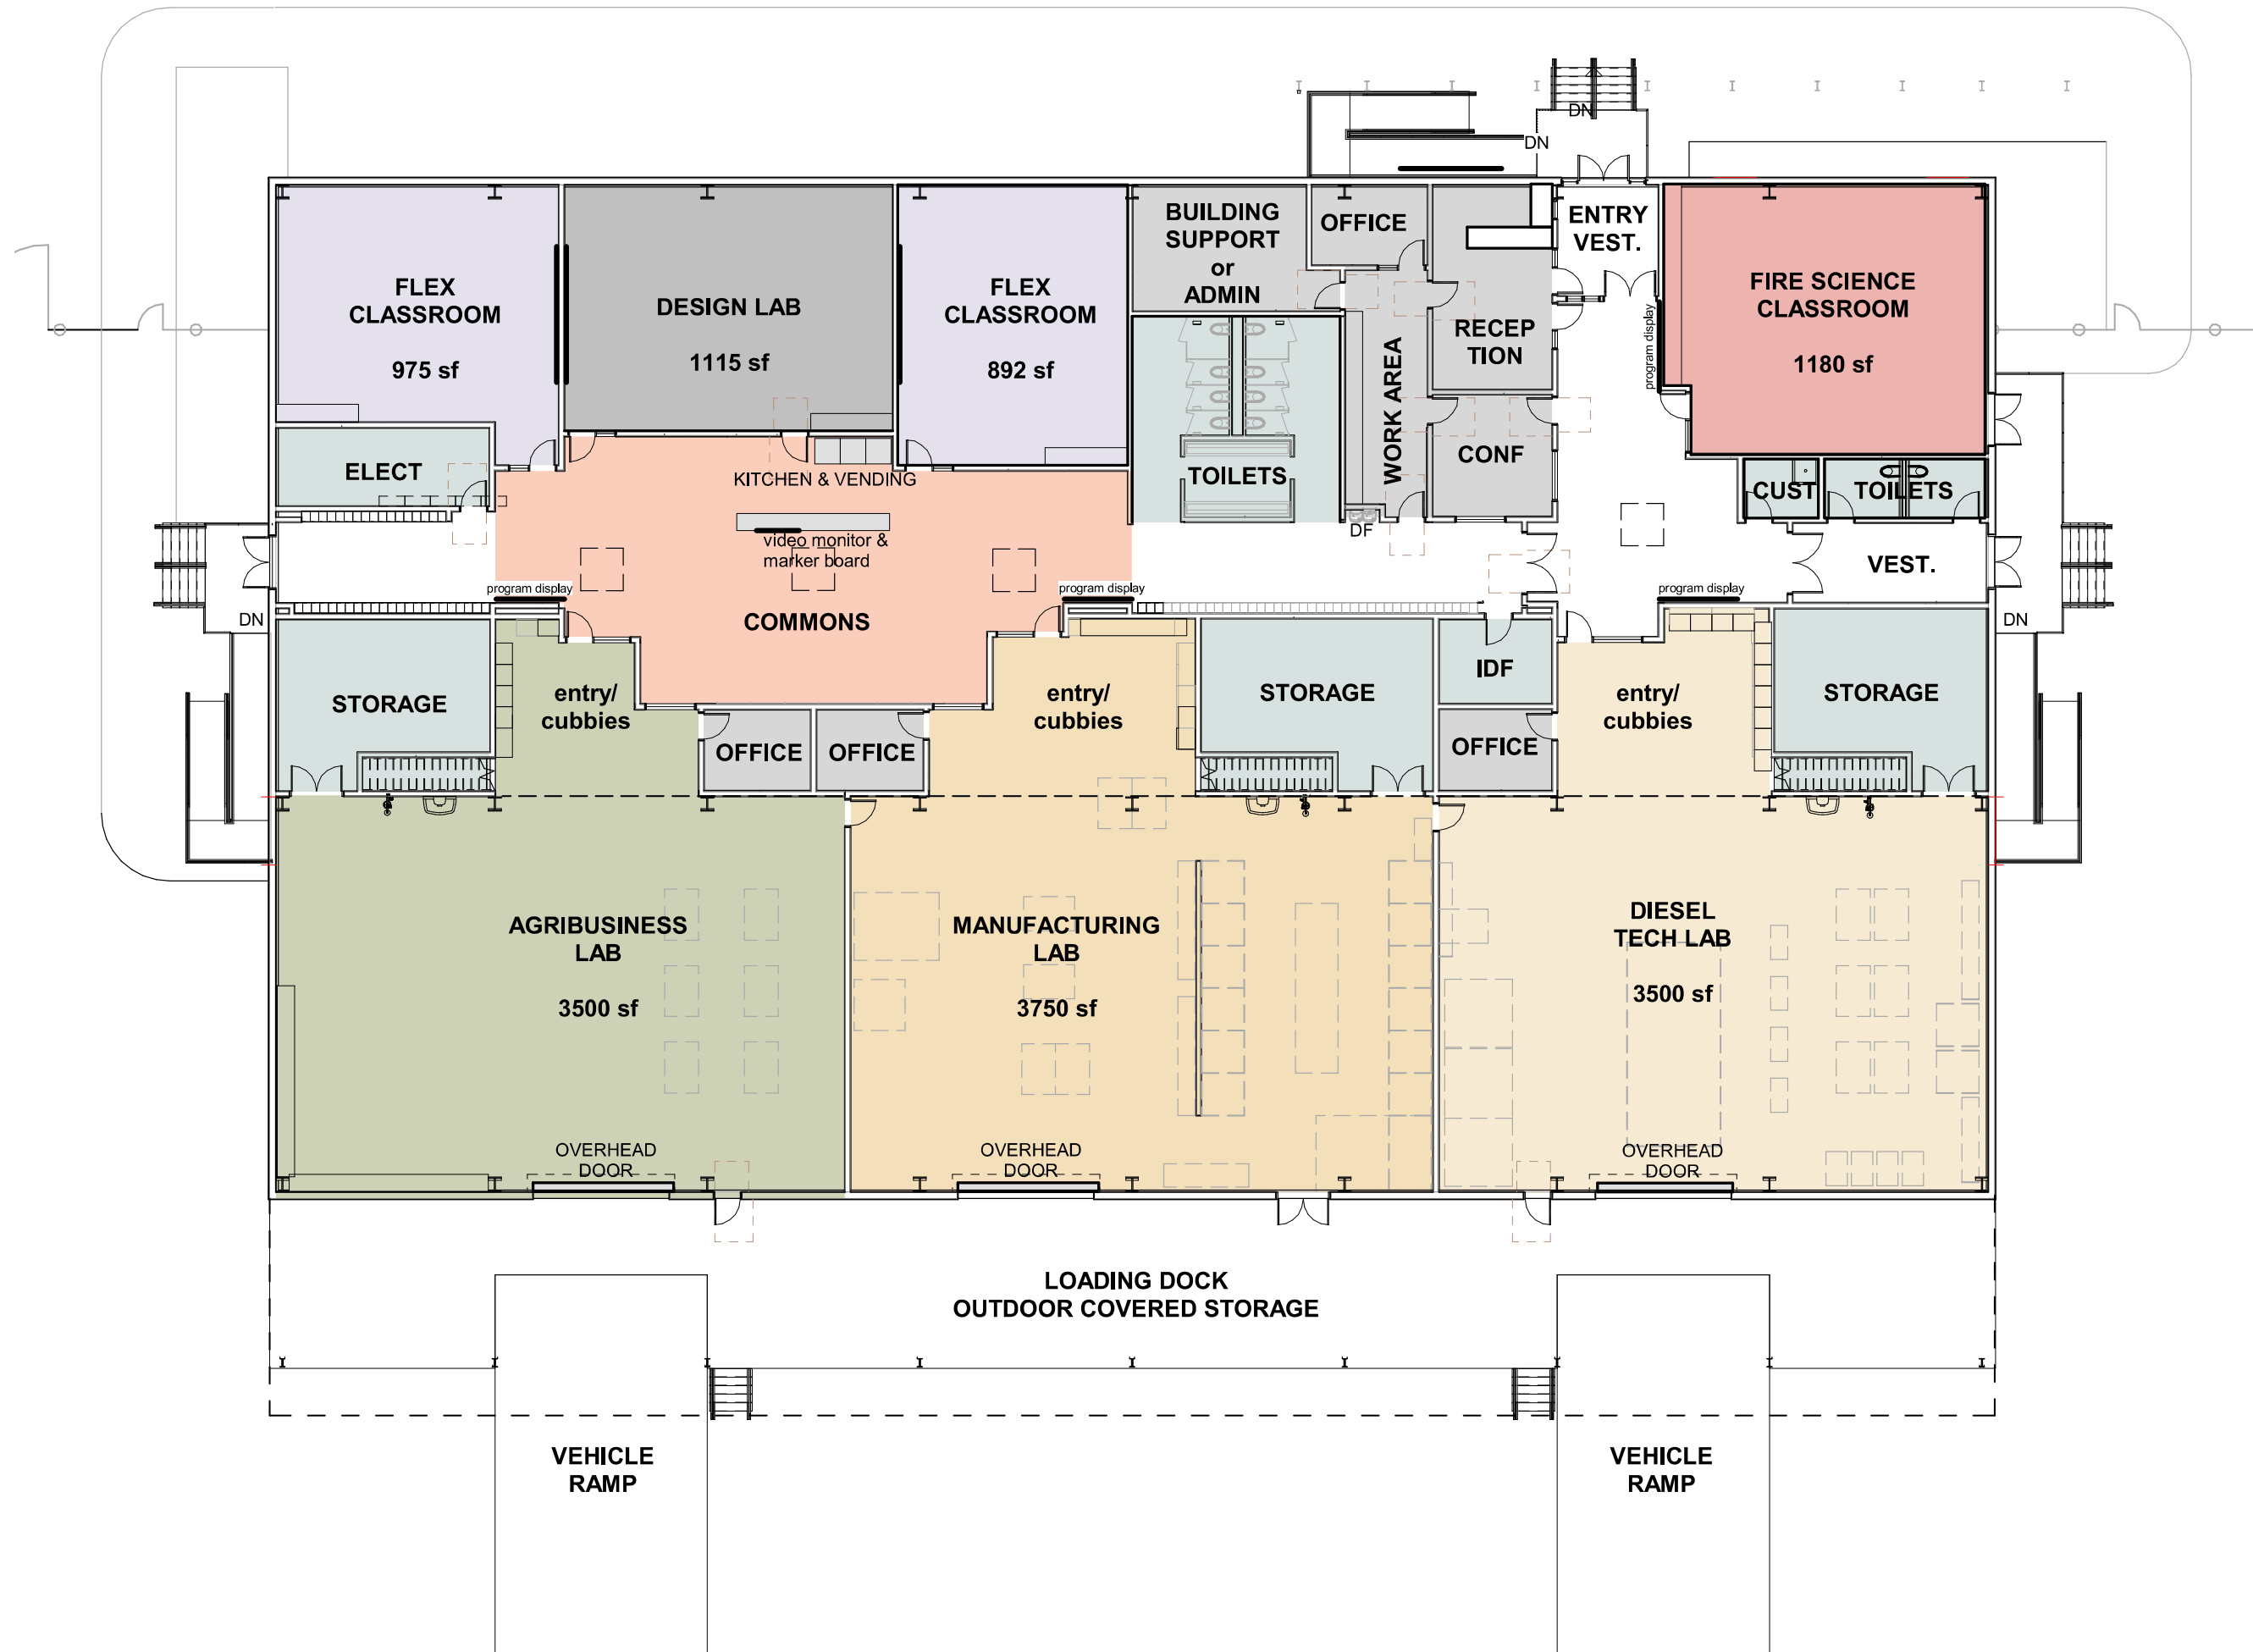 DN
DN
BUILDING
SUPPORT
or
ADMIN
OFFICE
ENTRY
VEST.
FLEX
CLASSROOM
975 sf
DESIGN LAB
1115 sf
FLEX
CLASSROOM
892 sf
RECEP
TION
program display
FIRE SCIENCE
CLASSROOM
1180 sf
WORK AREA
ELECT
KITCHEN & VENDING
TOILETS
CONF
CUST
TOILETS
video monitor &
marker board
DF
VEST.
program display
program display
program display
DN
COMMONS
DN
STORAGE
entry/
cubbies
entry/
cubbies
STORAGE
IDF
entry/
cubbies
STORAGE
OFFICE
OFFICE
OFFICE
AGRIBUSINESS
LAB
3500 sf
MANUFACTURING
LAB
3750 sf
DIESEL
TECH LAB
3500 sf
OVERHEAD
DOOR
OVERHEAD
DOOR
OVERHEAD
DOOR
LOADING DOCK
OUTDOOR COVERED STORAGE
VEHICLE
RAMP
VEHICLE
RAMP